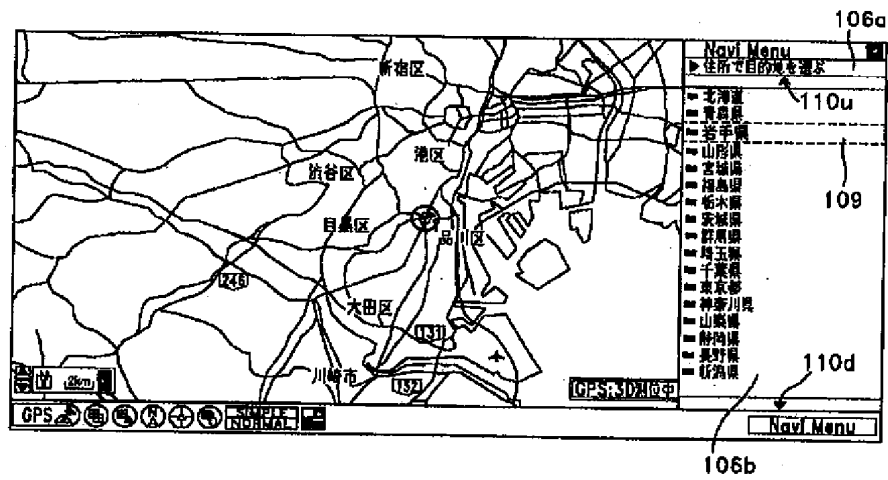 106a
Navi Menu
▶住所で目的地を選ぶ
110u
北海道
青森県
岩手県
109
山形県
宮城県
福島県
栃木県
茨城県
群馬県
埼玉県
千葉県
東京都
神奈川県
山梨県
静岡県
長野県
新潟県
新宿区
港区
渋谷区
目黒区
品川区
246
大田区
131
川崎市
132
2km
GPS:3D測位中
110d
GPS
SIMPLE
NORMAL
Navi Menu
106b